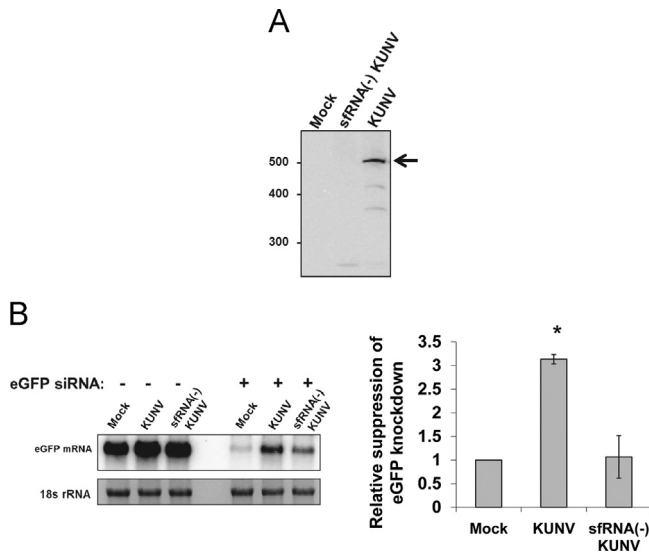 A
Mock
sfRNA(-) KUNV
KUNV
500
400
300
B
eGFP siRNA: - - - + + +
Mock
KUNV
sfRNA(-)
KUNV
Mock
KUNV
sfRNA(-)
KUNV
eGFP mRNA
18s rRNA
Relative suppression of
eGFP knockdown
3.5
3
2.5
2
1.5
1
0.5
0
*
Mock
KUNV
sfRNA(-)
KUNV